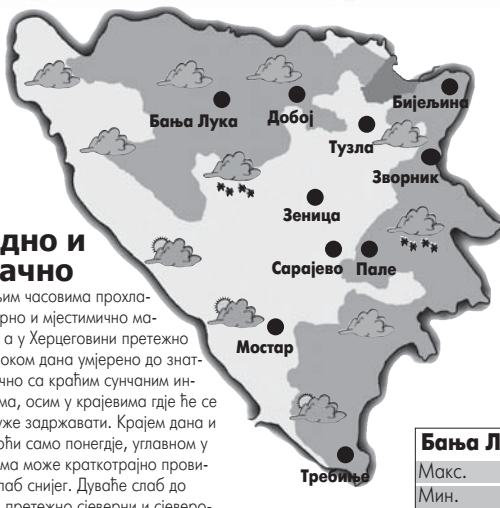 Бања Лука
Добој
Бијељина
Тузла
Зворник
Зеница
Сарајево
Пале
Мостар
Требиње
дно и
ачно
им часовима прохла-
рно и мјестимично ма-
а у Херцеговини претежно
оком дана умјерено до знат-
чно са краћим сунчаним ин-
ма, осим у крајевима гдје ће се
уже задржавати. Крајем дана и
оћи само понегдје, углавном у
ма може краткотрајно прови-
лаб снијег. Дуваће слаб до
претежно сјеверни и сјеверо-
Бања Л
Макс.
Мин.